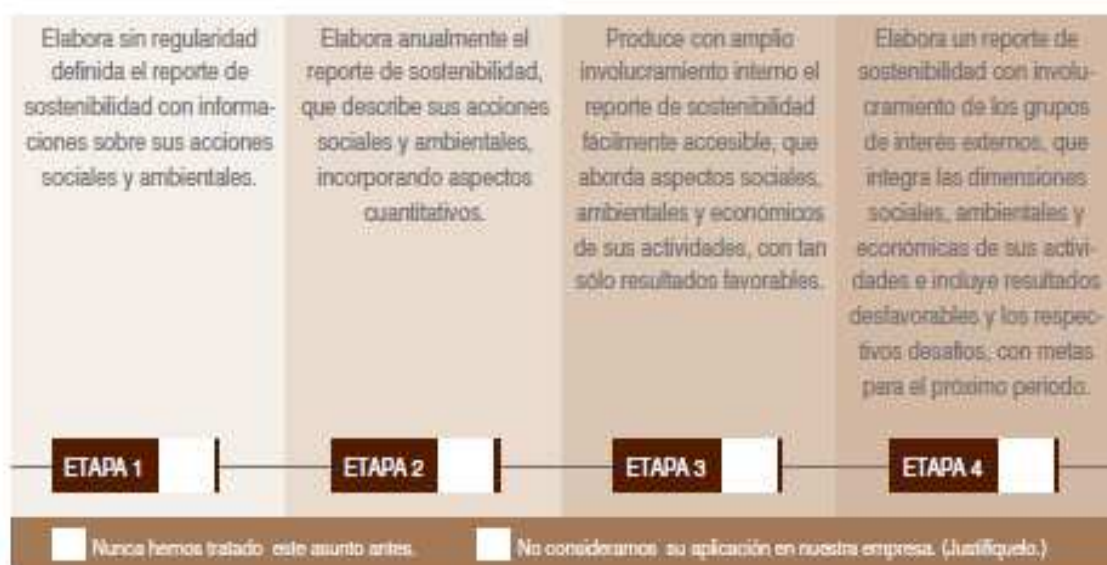 Elabora sin regularidad
definida el reporte de
sostenibilidad con informa-
ciones sobre sus acciones
sociales y ambientales.
Elabora anualmente el
reporte de sostenibilidad,
que describe sus acciones
sociales y ambientales,
incorporando aspectos
cuantitativos.
Produce con amplio
involucramiento interno el
reporte de sostenibilidad
fácilmente accesible, que
aborda aspectos sociales,
ambientales y económicos
de sus actividades, con tan
sólo resultados favorables.
Elabora un reporte de
sostenibilidad con involu-
cramiento de los grupos
de interés externos, que
integra las dimensiones
sociales, ambientales y
económicas de sus activi-
dades e incluye resultados
desfavorables y los respec-
tivos desafíos, con metas
para el próximo periodo.
ETAPA 1
ETAPA 2
ETAPA 3
ETAPA 4
Nunca hemos tratado este asunto antes.
No consideramos su aplicación en nuestra empresa. (Justifíquelo.)